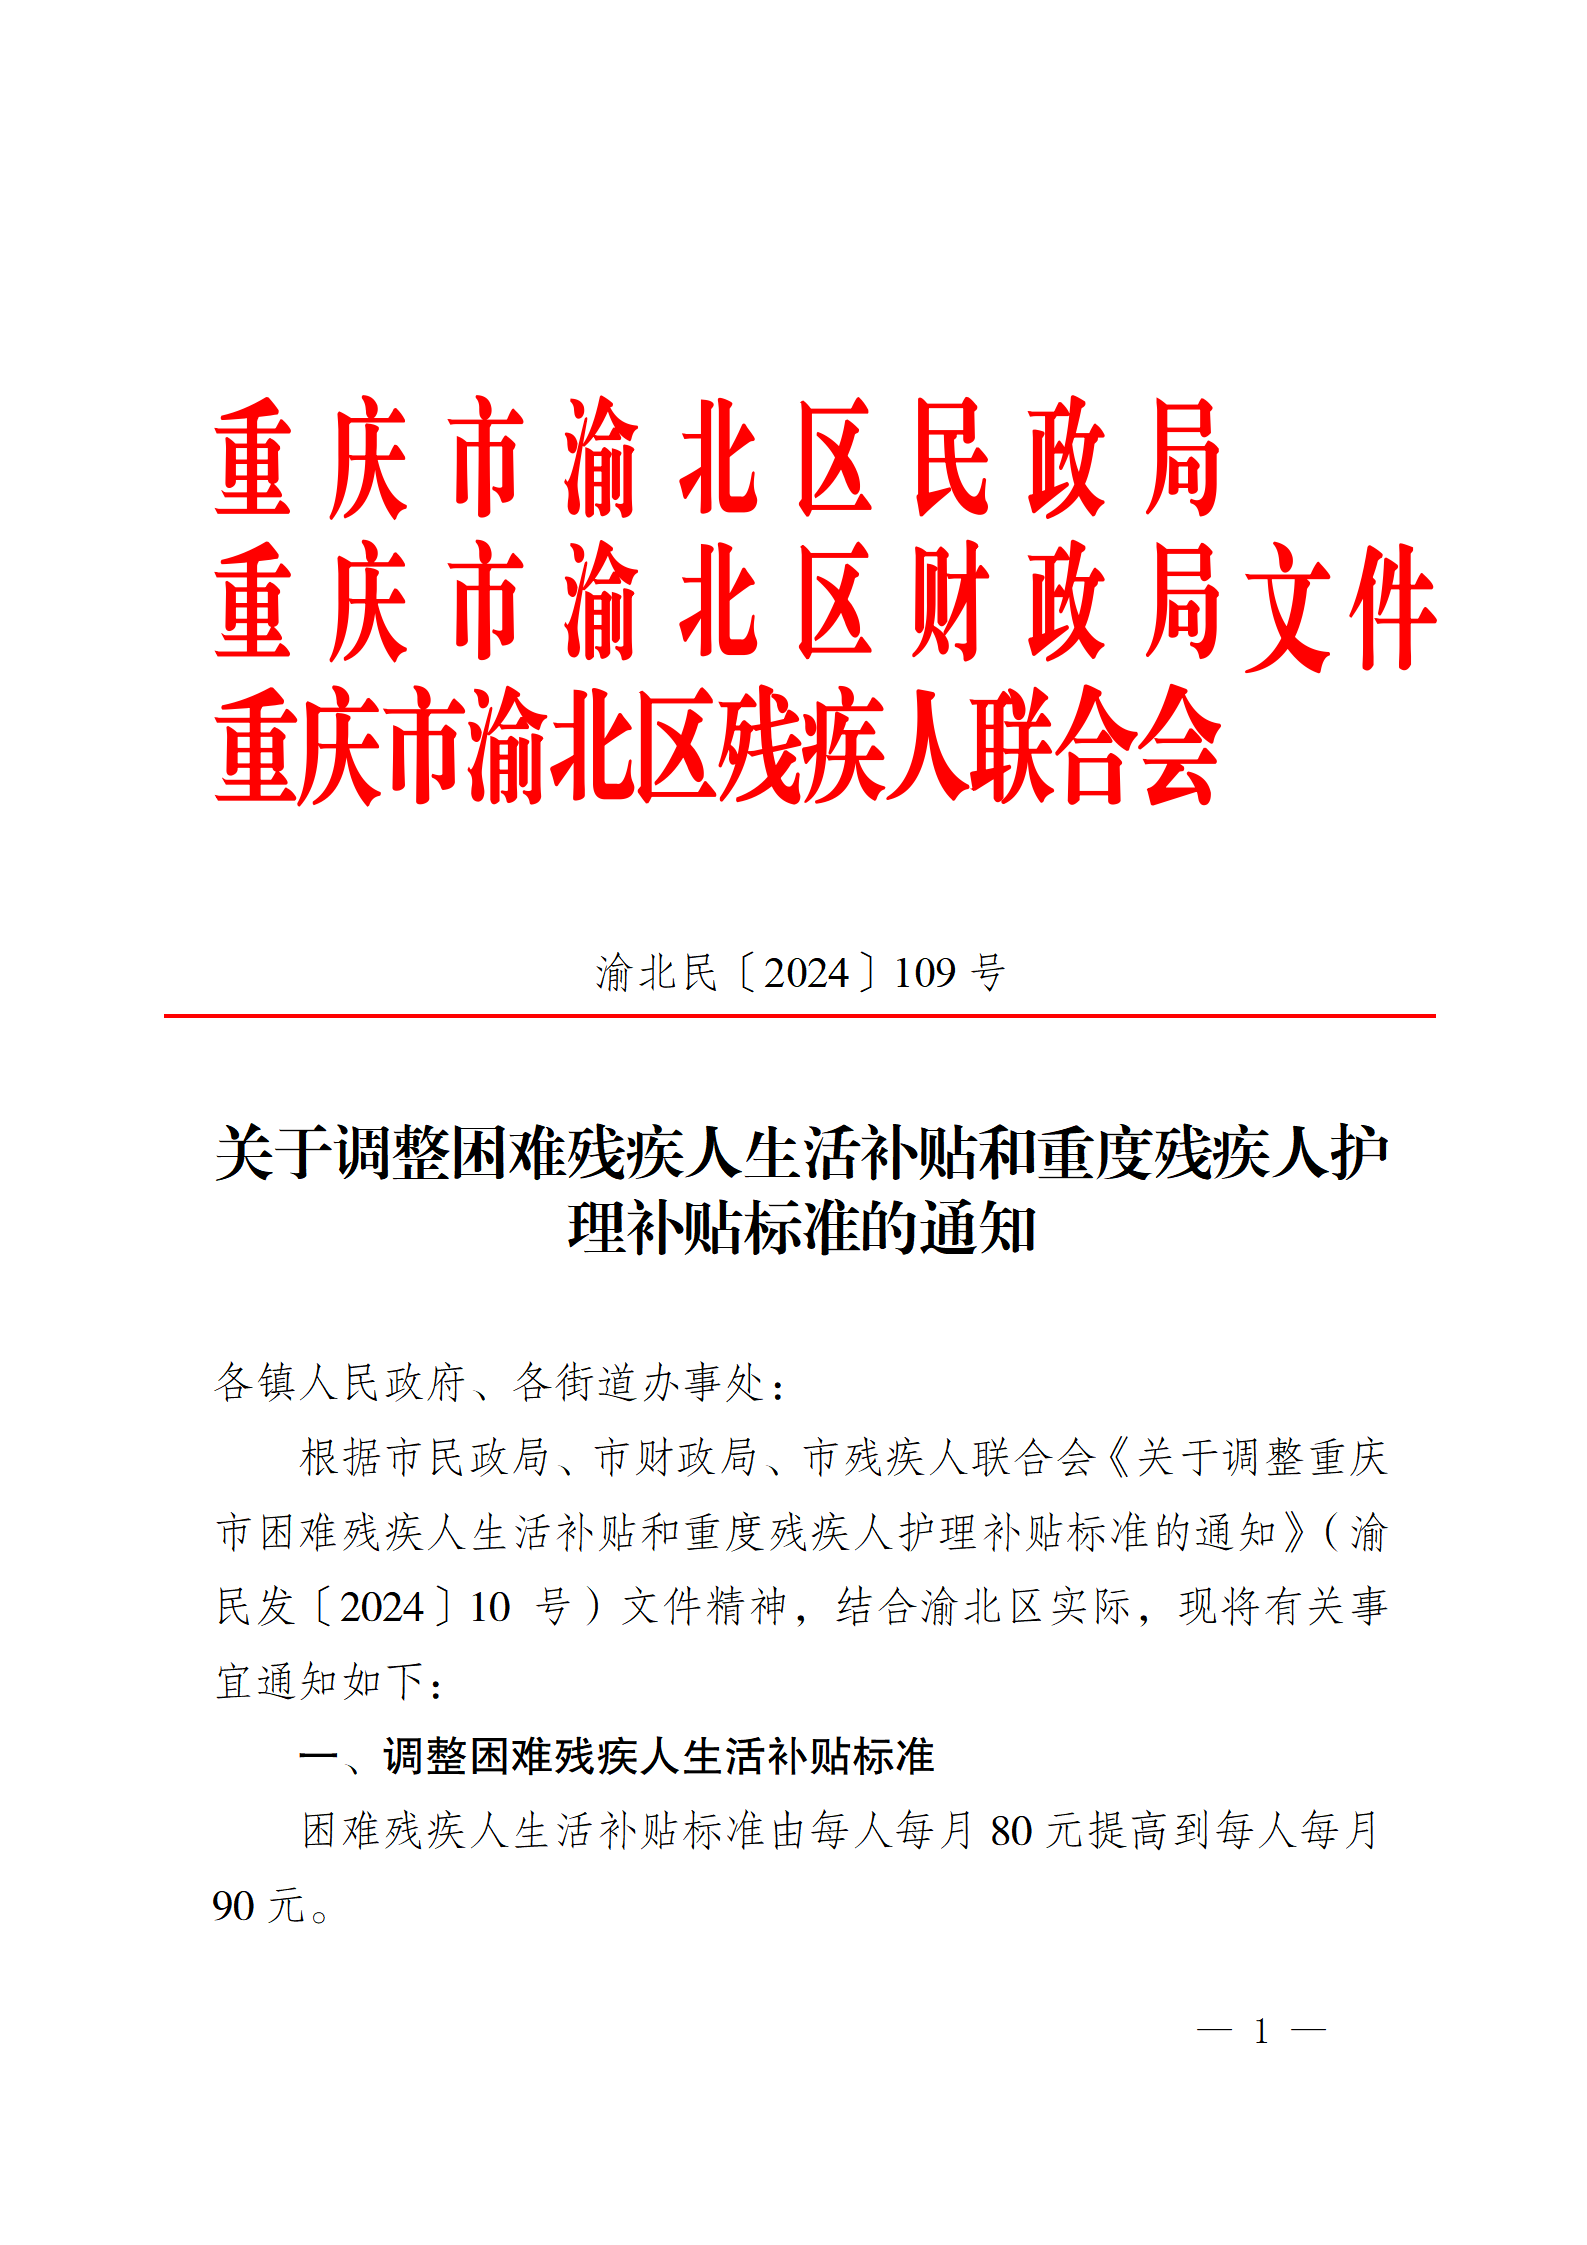 重庆市渝北区民政局
重庆市渝北区财政局文件
重庆市渝北区残疾人联合会
渝北民〔2024〕109 号
关于调整困难残疾人生活补贴和重度残疾人护
理补贴标准的通知
各镇人民政府、各街道办事处：
根据市民政局、市财政局、市残疾人联合会《关于调整重庆
市困难残疾人生活补贴和重度残疾人护理补贴标准的通知》（渝
民发〔2024〕10 号）文件精神，结合渝北区实际，现将有关事
宜通知如下：
一、调整困难残疾人生活补贴标准
困难残疾人生活补贴标准由每人每月 80 元提高到每人每月
90 元。
— 1 —